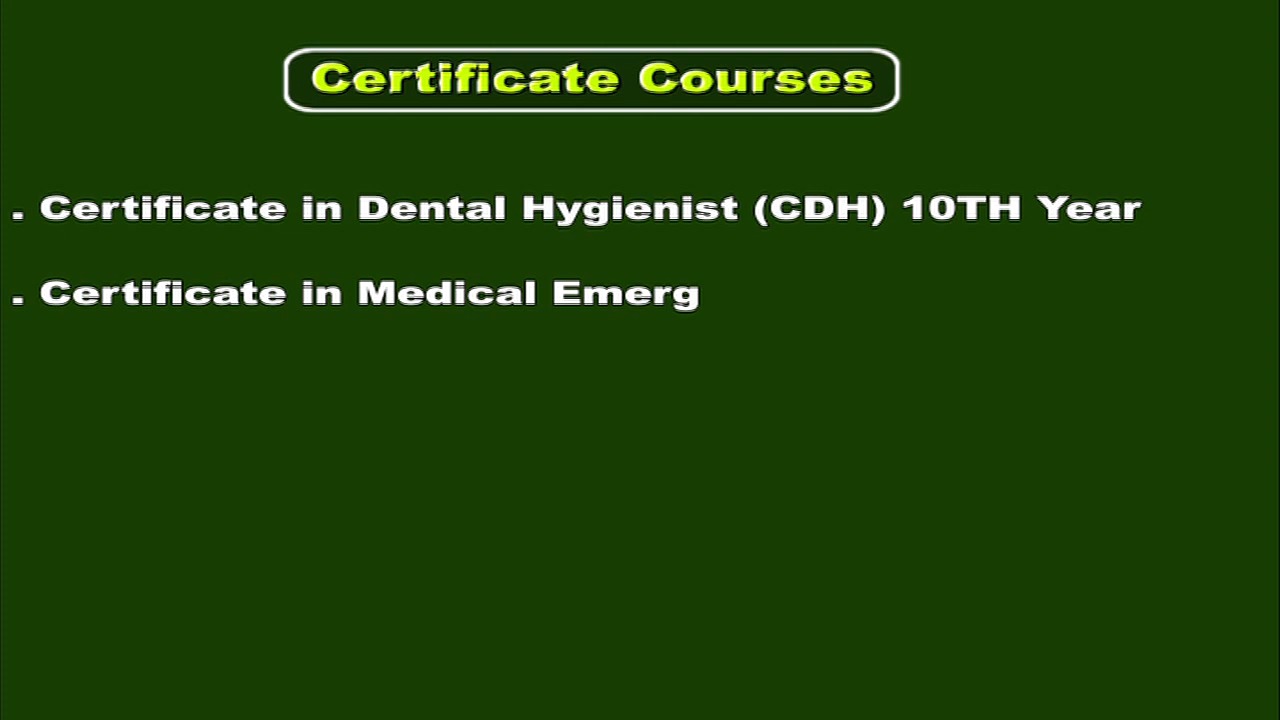 Certificate Courses
. Certificate in Dental Hygienist (CDH) 10TH Year
. Certificate in Medical Emerg